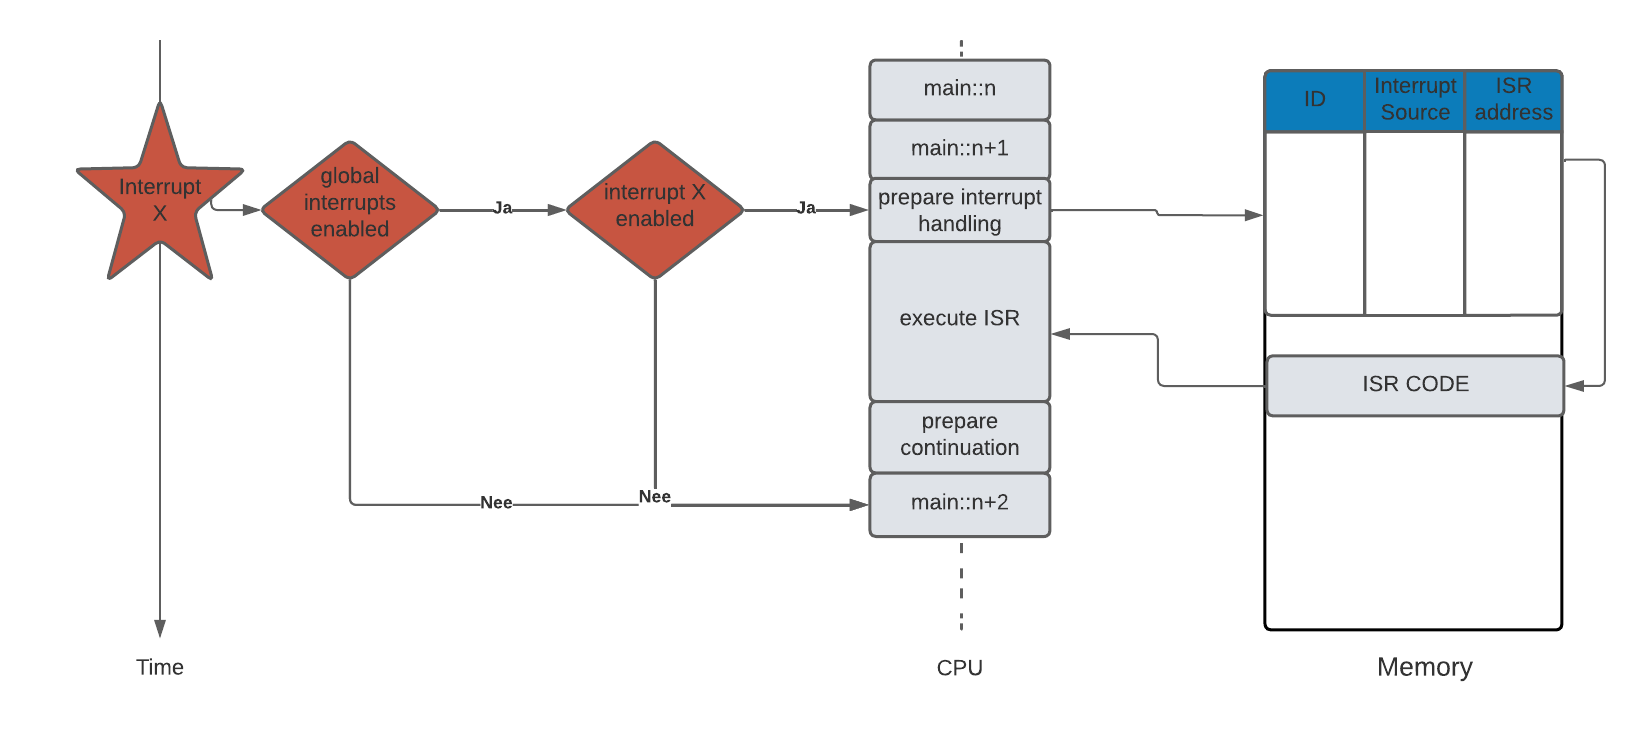 Interrupt
X
global
interrupts
enabled
Ja
interrupt X
enabled
Ja
Nee
Nee
main::n
main::n+1
prepare interrupt
handling
execute ISR
prepare
continuation
main::n+2
ID
Interrupt
Source
ISR
address
ISR CODE
Time
CPU
Memory